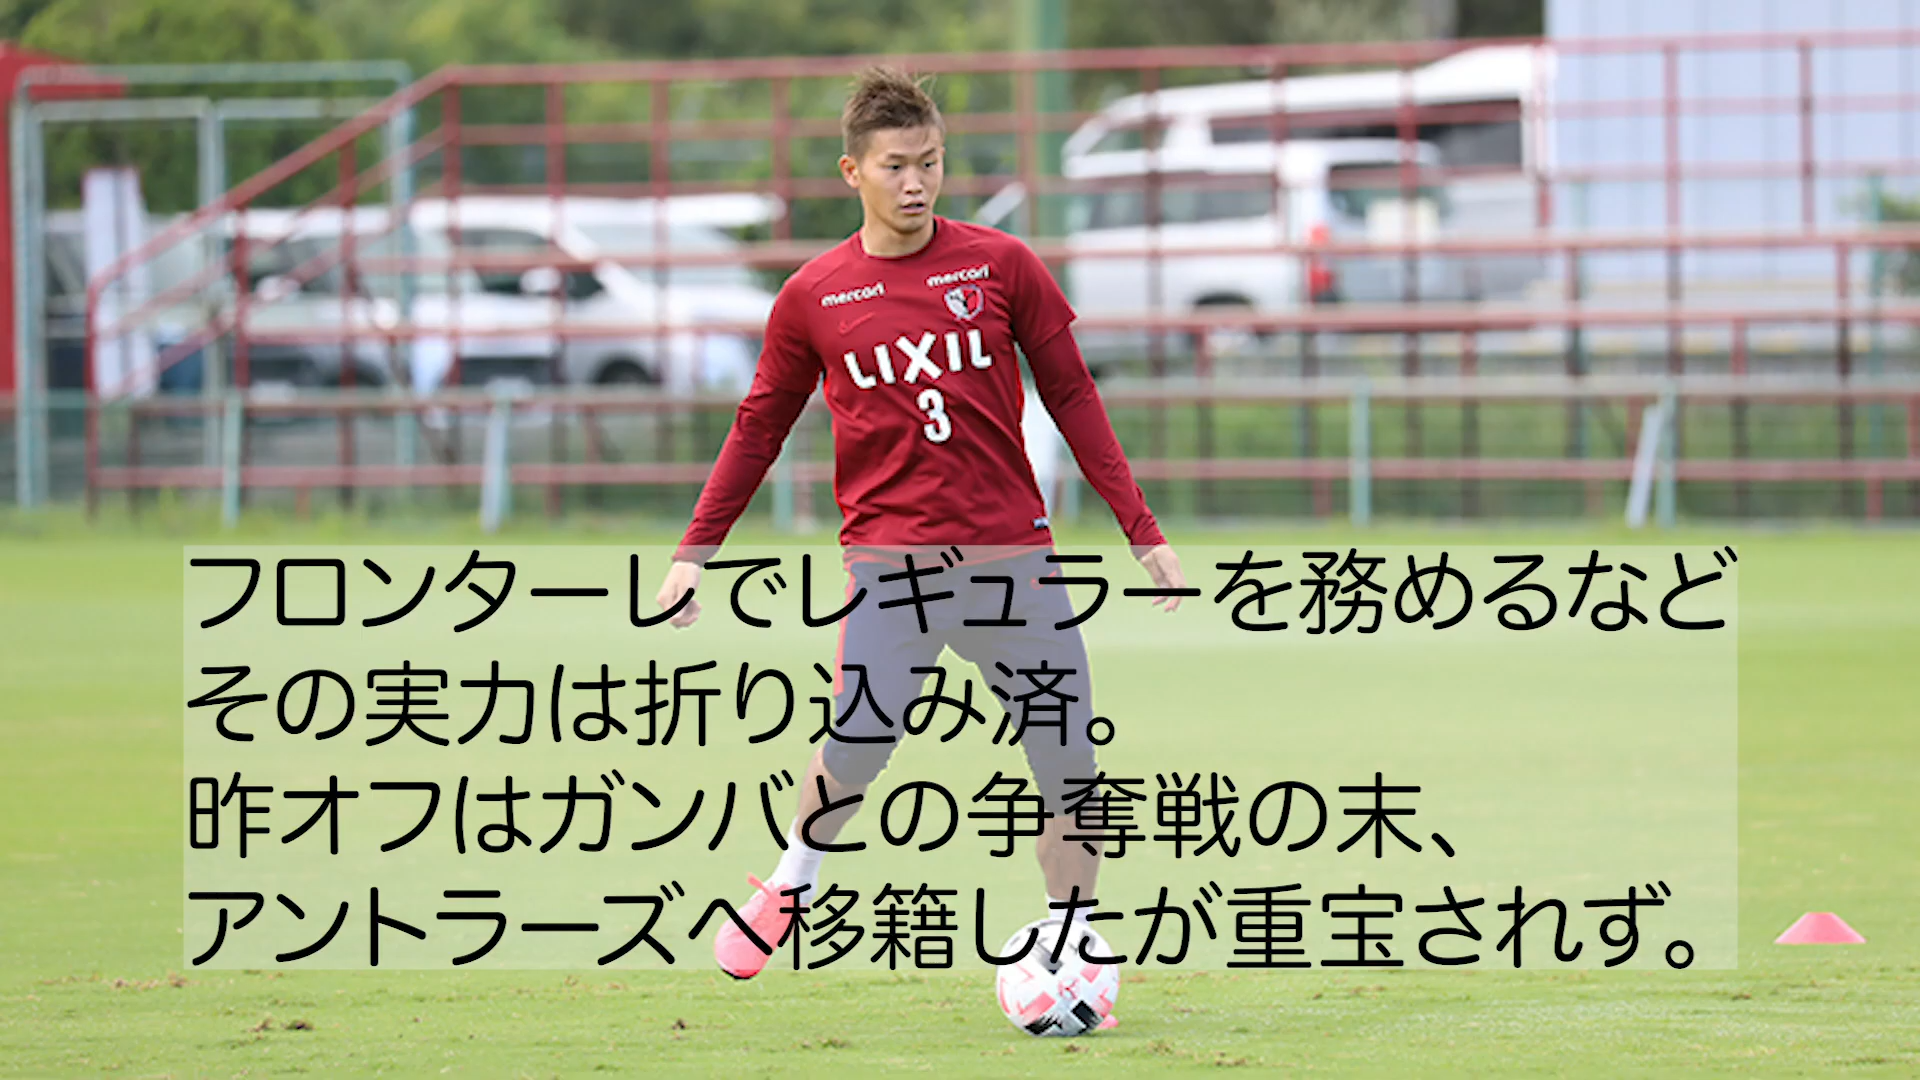 mercari
mercari
LIXIL
3
フロンターレでレギュラーを務めるなど
その実力は折り込み済。
昨オフはガンバとの争奪戦の末、
アントラーズへ移籍したが重宝されず。